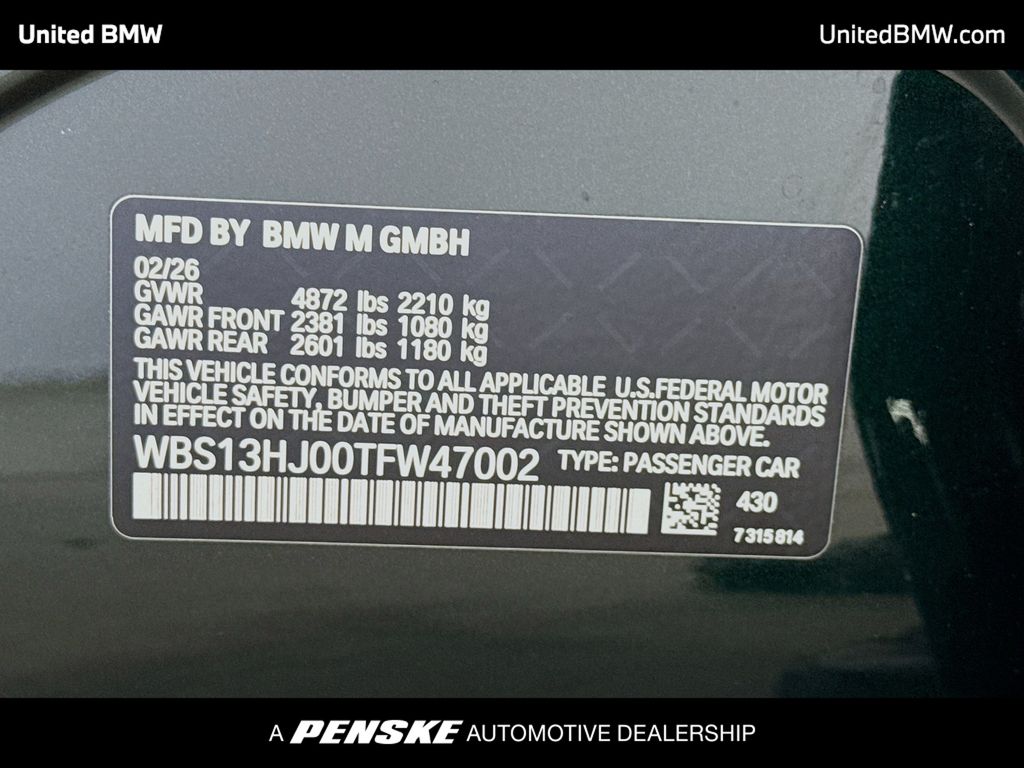 United BMW
UnitedBMW.com
MFD BY BMW M GMBH
02/26
GVWR 4872 lbs 2210 kg
GAWR FRONT 2381 lbs 1080 kg
GAWR REAR 2601 lbs 1180 kg
THIS VEHICLE CONFORMS TO ALL APPLICABLE U.S.FEDERAL MOTOR
VEHICLE SAFETY, BUMPER AND THEFT PREVENTION STANDARDS
IN EFFECT ON THE DATE OF MANUFACTURE SHOWN ABOVE.
WBS13HJ00TFW47002 TYPE: PASSENGER CAR
430
7315814
A PENSKE AUTOMOTIVE DEALERSHIP